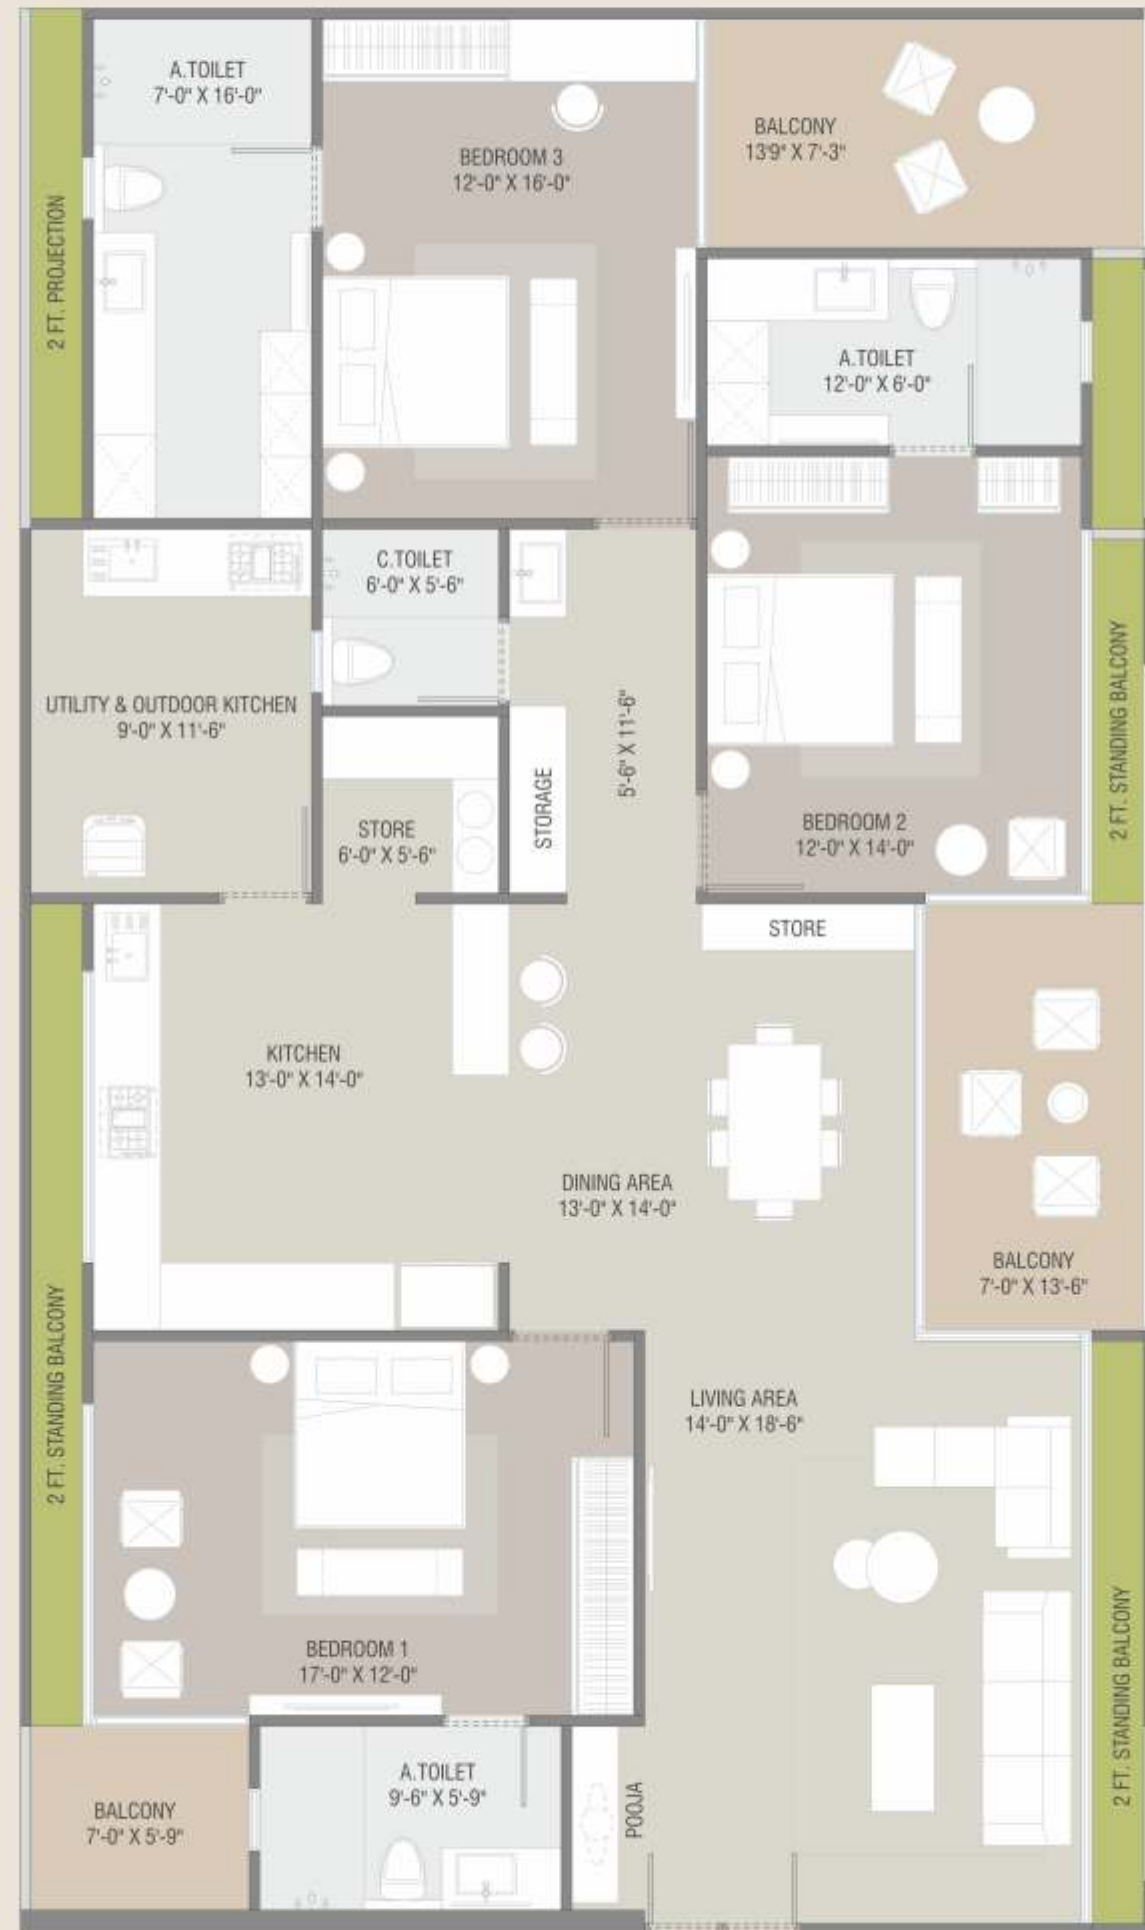 A.TOILET
7'-0" X 16'-0"
BEDROOM 3
12'-0" X 16'-0"
BALCONY
13'9" X 7'-3"
2 FT. PROJECTION
A.TOILET
12'-0" X 6'-0"
C.TOILET
6'-0" X 5'-6"
UTILITY & OUTDOOR KITCHEN
9'-0" X 11'-6"
5'-6" X 11'-6"
2 FT. STANDING BALCONY
STORE
6'-0" X 5'-6"
STORAGE
BEDROOM 2
12'-0" X 14'-0"
STORE
KITCHEN
13'-0" X 14'-0"
DINING AREA
13'-0" X 14'-0"
BALCONY
7'-0" X 13'-6"
2 FT. STANDING BALCONY
LIVING AREA
14'-0" X 18'-6"
BEDROOM 1
17'-0" X 12'-0"
2 FT. STANDING BALCONY
A.TOILET
9'-6" X 5'-9"
BALCONY
7'-0" X 5'-9"
POOJA